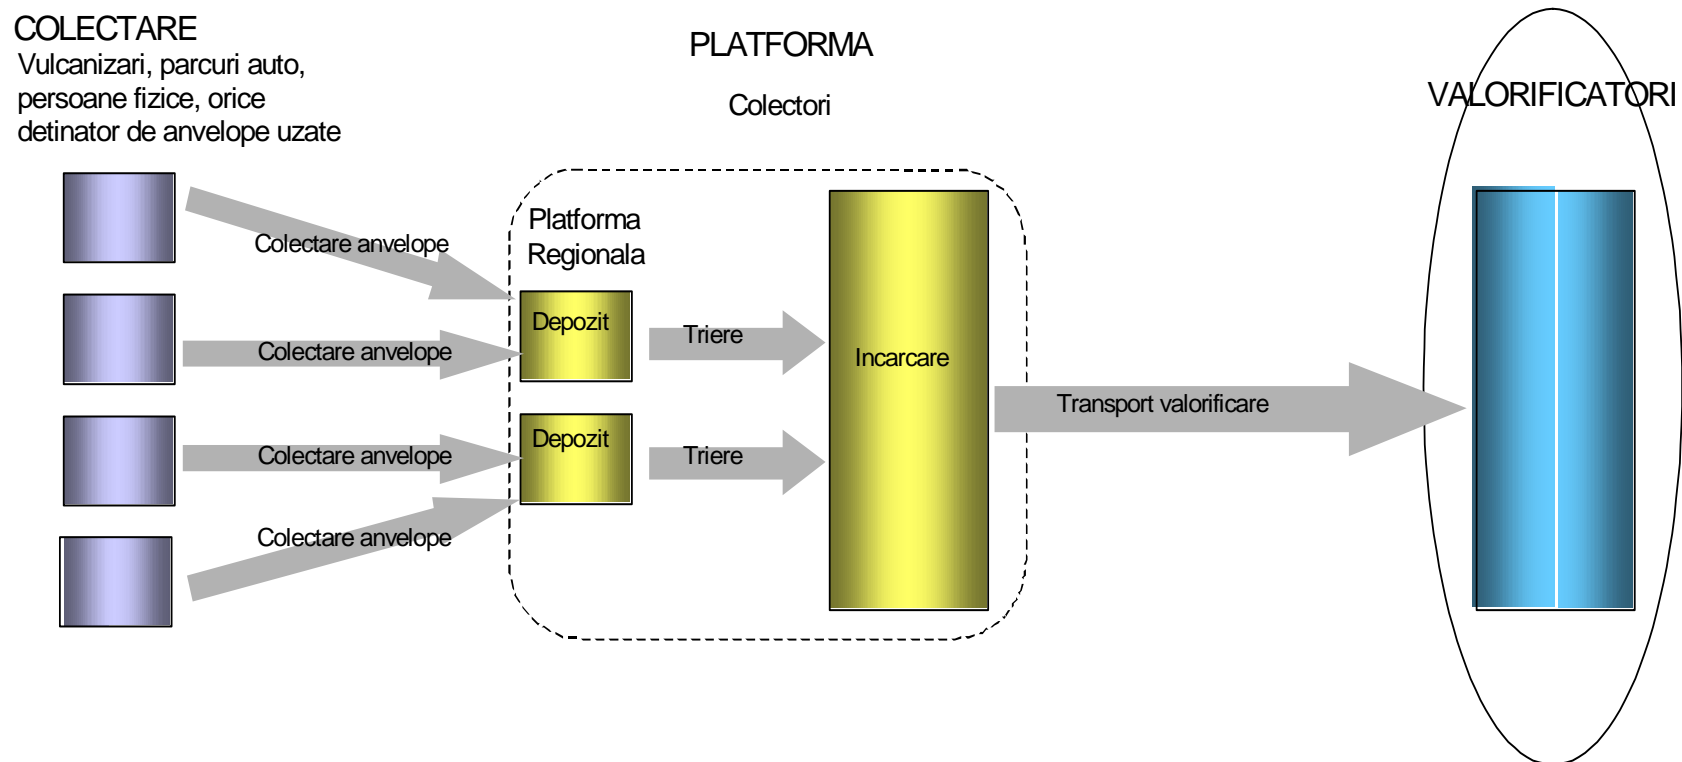 COLECTARE
Vulcanizari, parcuri auto,
persoane fizice, orice
detinator de anvelope uzate
PLATFORMA
Colectori
VALORIFICATORI
Platforma
Regionala
Colectare anvelope
Colectare anvelope
Colectare anvelope
Colectare anvelope
Depozit
Depozit
Triere
Triere
Incarcare
Transport valorificare